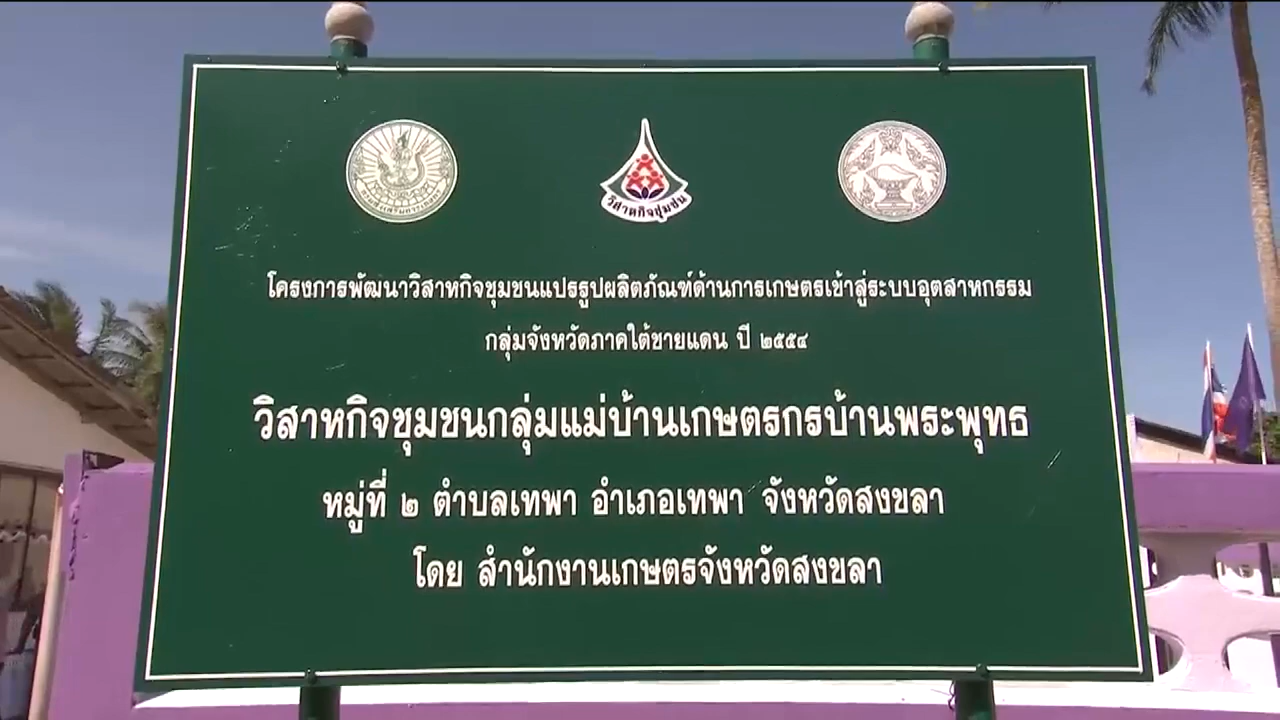 วิสาหกิจชุมชน
โครงการพัฒนาวิสาหกิจชุมชนแปรรูปผลิตภัณฑ์ด้านการเกษตรเข้าสู่ระบบอุตสาหกรรม
กลุ่มจังหวัดภาคใต้ชายแดน ปี ๒๕๕๔
วิสาหกิจชุมชนกลุ่มแม่บ้านเกษตรกรบ้านพระพุทธ
หมู่ที่ ๒ ตำบลเทพา อำเภอเทพา จังหวัดสงขลา
โดย สำนักงานเกษตรจังหวัดสงขลา